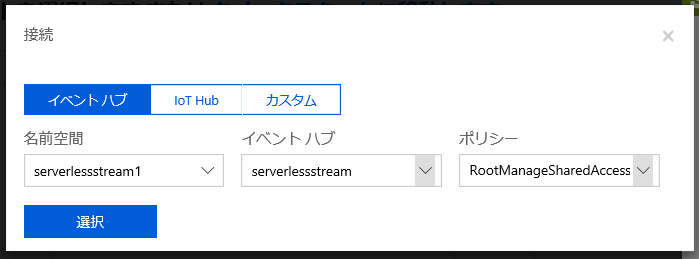 接続
イベント ハブ IoT Hub カスタム
名前空間 イベント ハブ ポリシー
serverlessstream1 serverlessstream RootManageSharedAccess
選択